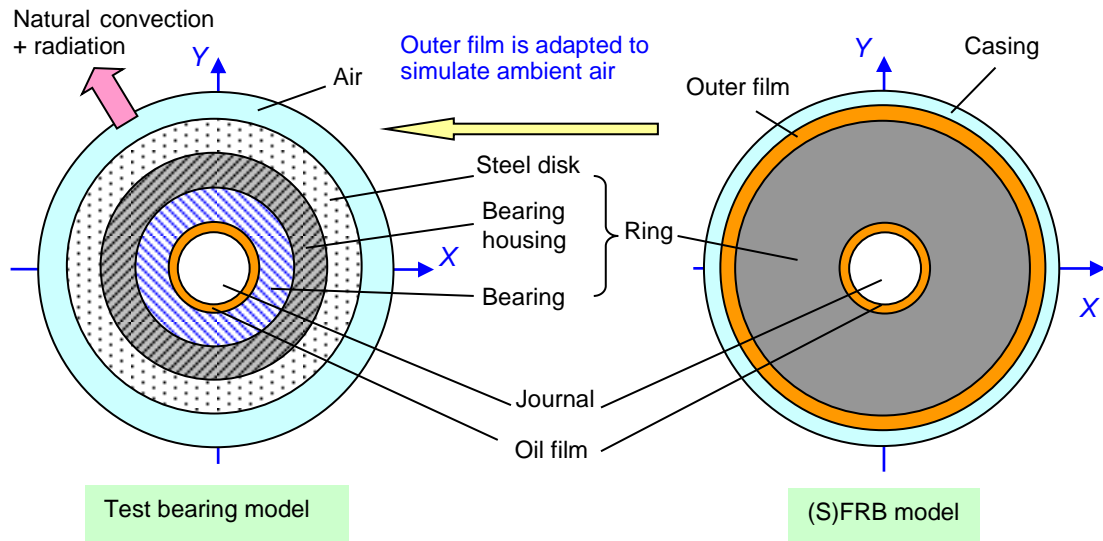 Natural convection
+ radiation
Y
Air
Outer film is adapted to
simulate ambient air
Y
Casing
Outer film
Steel disk
Bearing
housing
Ring
X
Bearing
X
Journal
Oil film
Test bearing model
(S)FRB model